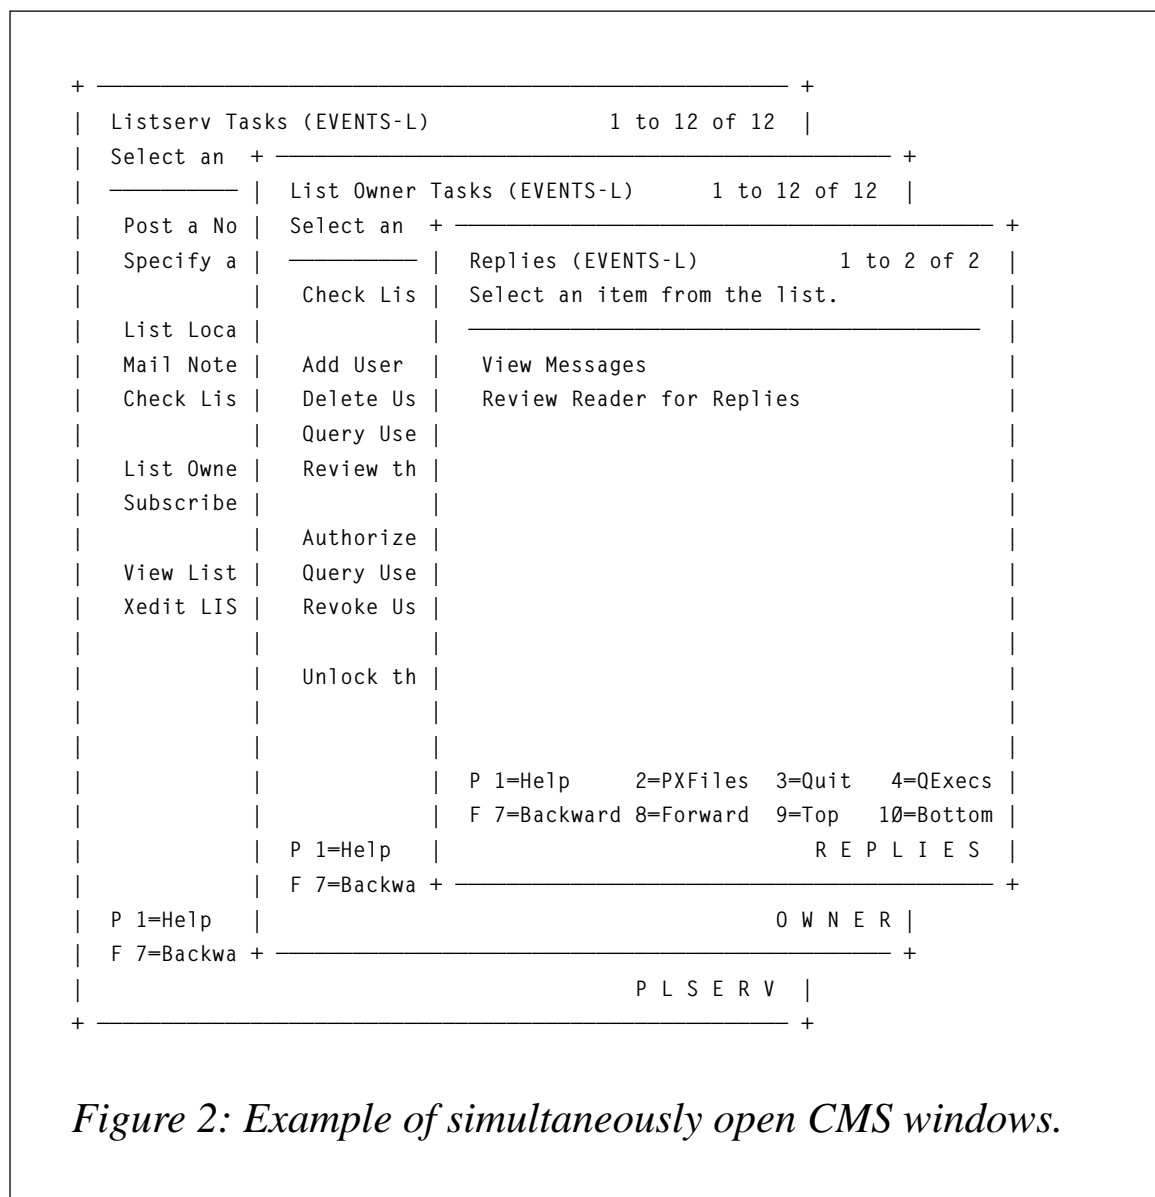 + ——————————————————————————— +
| Listserv Tasks (EVENTS-L) 1 to 12 of 12 |
| Select an + ———————————————————————— +
| ————— | List Owner Tasks (EVENTS-L) 1 to 12 of 12 |
| Post a No | Select an + ————————————————————— +
| Specify a | ————— | Replies (EVENTS-L) 1 to 2 of 2 |
| | Check Lis | Select an item from the list. |
| List Loca | | ———————————————————— |
| Mail Note | Add User | View Messages |
| Check Lis | Delete Us | Review Reader for Replies |
| | Query Use | |
| List Owne | Review th | |
| Subscribe | | |
| | Authorize | |
| View List | Query Use | |
| Xedit LIS | Revoke Us | |
| | | |
| | Unlock th | |
| | | |
| | | |
| | | P 1=Help 2=PXFiles 3=Quit 4=QExecs |
| | | F 7=Backward 8=Forward 9=Top 1Ø=Bottom |
| | P 1=Help | R E P L I E S |
| | F 7=Backwa + ————————————————————— +
| P 1=Help | O W N E R |
| F 7=Backwa + ———————————————————————— +
| P L S E R V |
+ ——————————————————————————— +
Figure 2: Example of simultaneously open CMS windows.